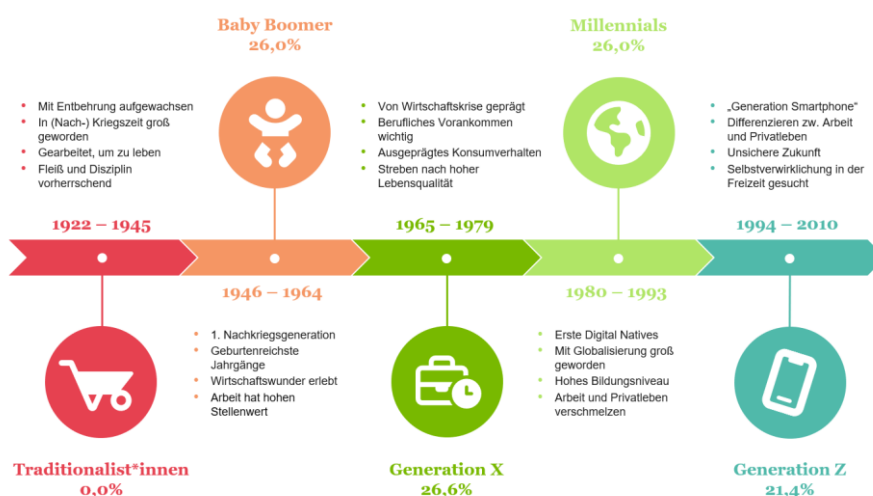 Baby Boomer
26,0%
Millennials
26,0%
• Mit Entbehrung aufgewachsen
• In (Nach-) Kriegszeit groß
geworden
• Gearbeitet, um zu leben
• Fleiß und Disziplin
vorherrschend
• Von Wirtschaftskrise geprägt
• Berufliches Vorankommen
wichtig
• Ausgeprägtes Konsumverhalten
• Streben nach hoher
Lebensqualität
• „Generation Smartphone“
• Differenzieren zw. Arbeit
und Privatleben
• Unsichere Zukunft
• Selbstverwirklichung in der
Freizeit gesucht
1922 – 1945
1965 – 1979
1994 – 2010
1946 – 1964
1980 – 1993
• 1. Nachkriegsgeneration
• Geburtenreichste
Jahrgänge
• Wirtschaftswunder erlebt
• Arbeit hat hohen
Stellenwert
• Erste Digital Natives
• Mit Globalisierung groß
geworden
• Hohes Bildungsniveau
• Arbeit und Privatleben
verschmelzen
Traditionalist*innen
0,0%
Generation X
26,6%
Generation Z
21,4%